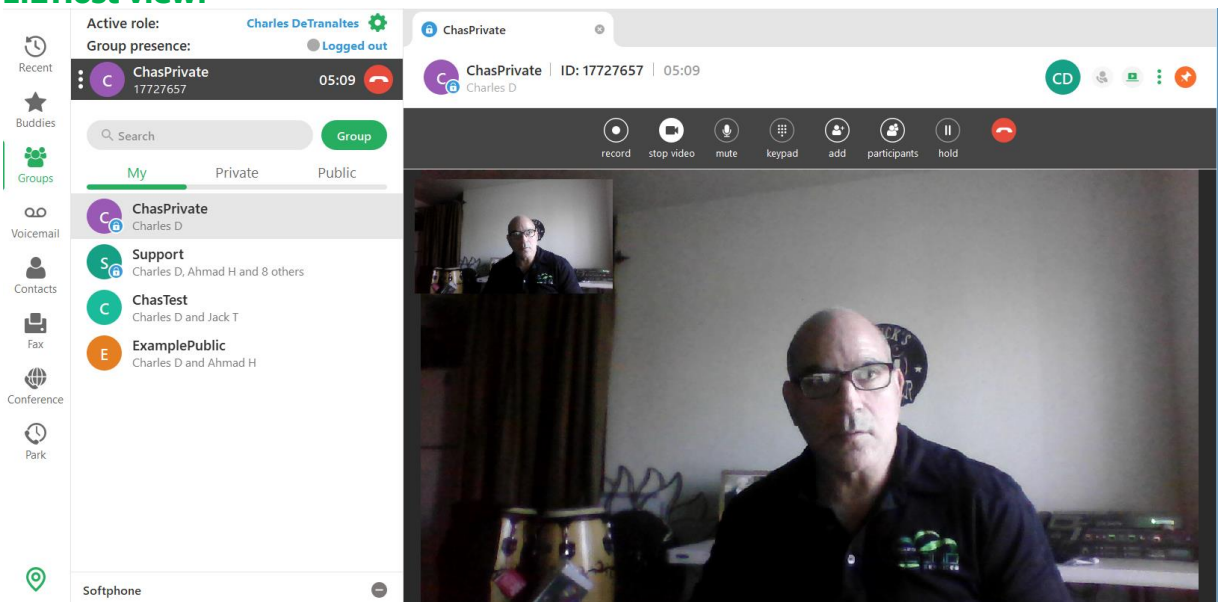 2.2Host view:
Active role:
Charles DeTranaltes
Group presence:
Logged out
Recent
C
ChasPrivate
17727657
05:09
Buddies
Search
Group
Groups
My
Private
Public
C
ChasPrivate
Charles D
Voicemail
S
Support
Charles D, Ahmad H and 8 others
Contacts
C
ChasTest
Charles D and Jack T
Fax
E
ExamplePublic
Charles D and Ahmad H
Conference
Park
Softphone
ChasPrivate
C
ChasPrivate
ID: 17727657
05:09
Charles D
CD
record
stop video
mute
keypad
add
participants
hold